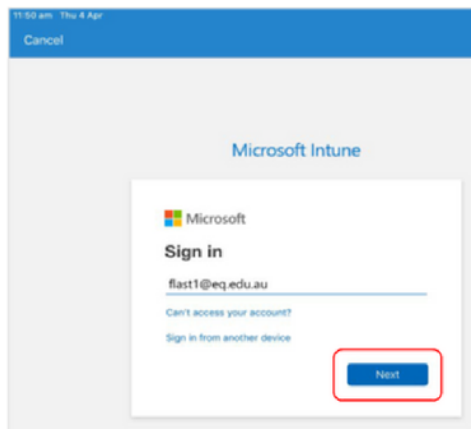 11:50 am Thu 4 Apr
Cancel
Microsoft Intune
Microsoft
Sign in
flast1@eq.edu.au
Can't access your account?
Sign in from another device
Next